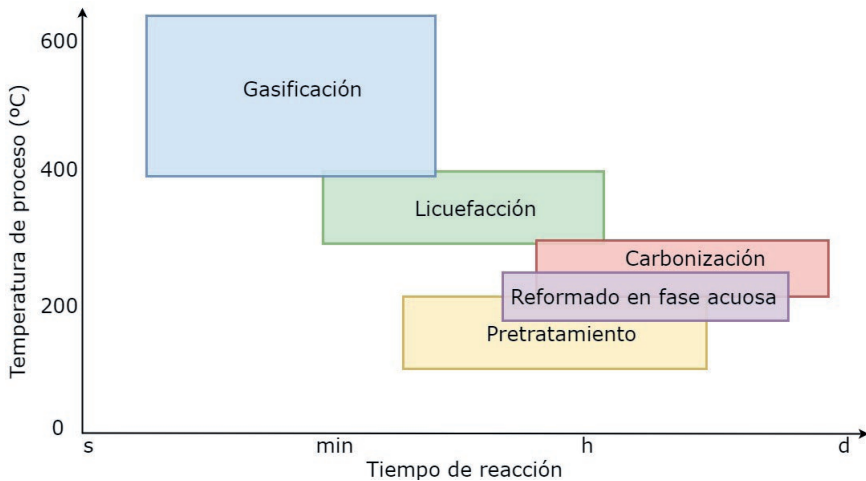 600
Gasificación
400
Licuefacción
Carbonización
Reformado en fase acuosa
200
Pretratamiento
0
s
min
h
d
Tiempo de reacción
Temperatura de proceso (ºC)